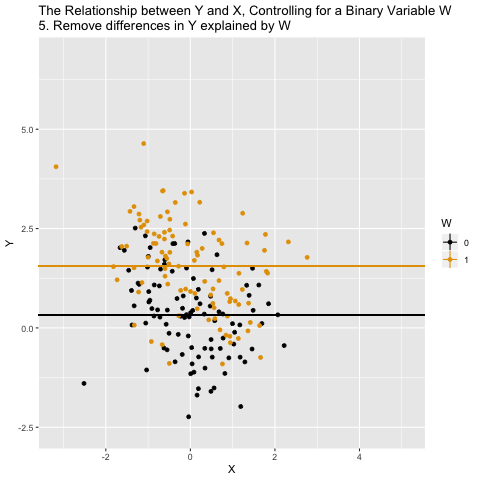 The Relationship between Y and X, Controlling for a Binary Variable W
5. Remove differences in Y explained by W
5.0
2.5
0.0
-2.5
Y
-2
0
2
4
X
W
0
1